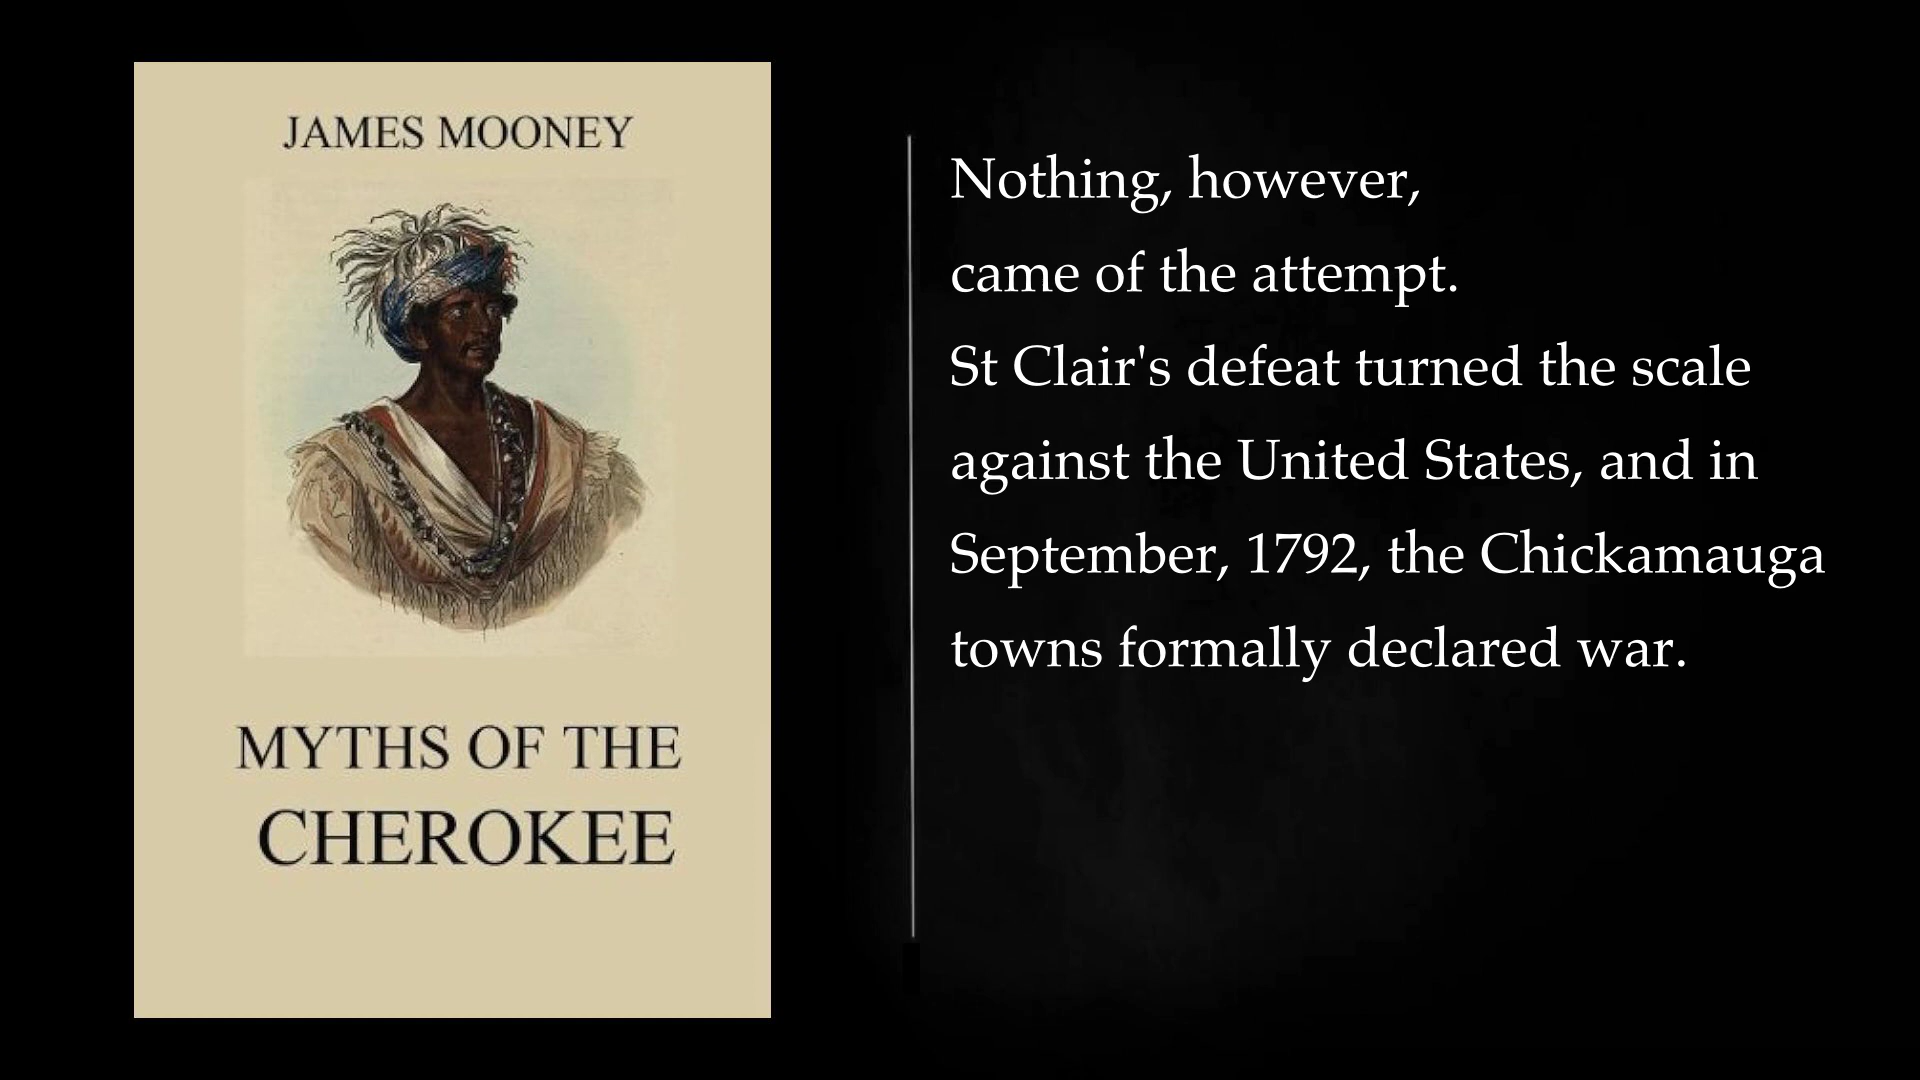 JAMES MOONEY
MYTHS OF THE
CHEROKEE
Nothing, however,
came of the attempt.
St Clair's defeat turned the scale
against the United States, and in
September, 1792, the Chickamauga
towns formally declared war.